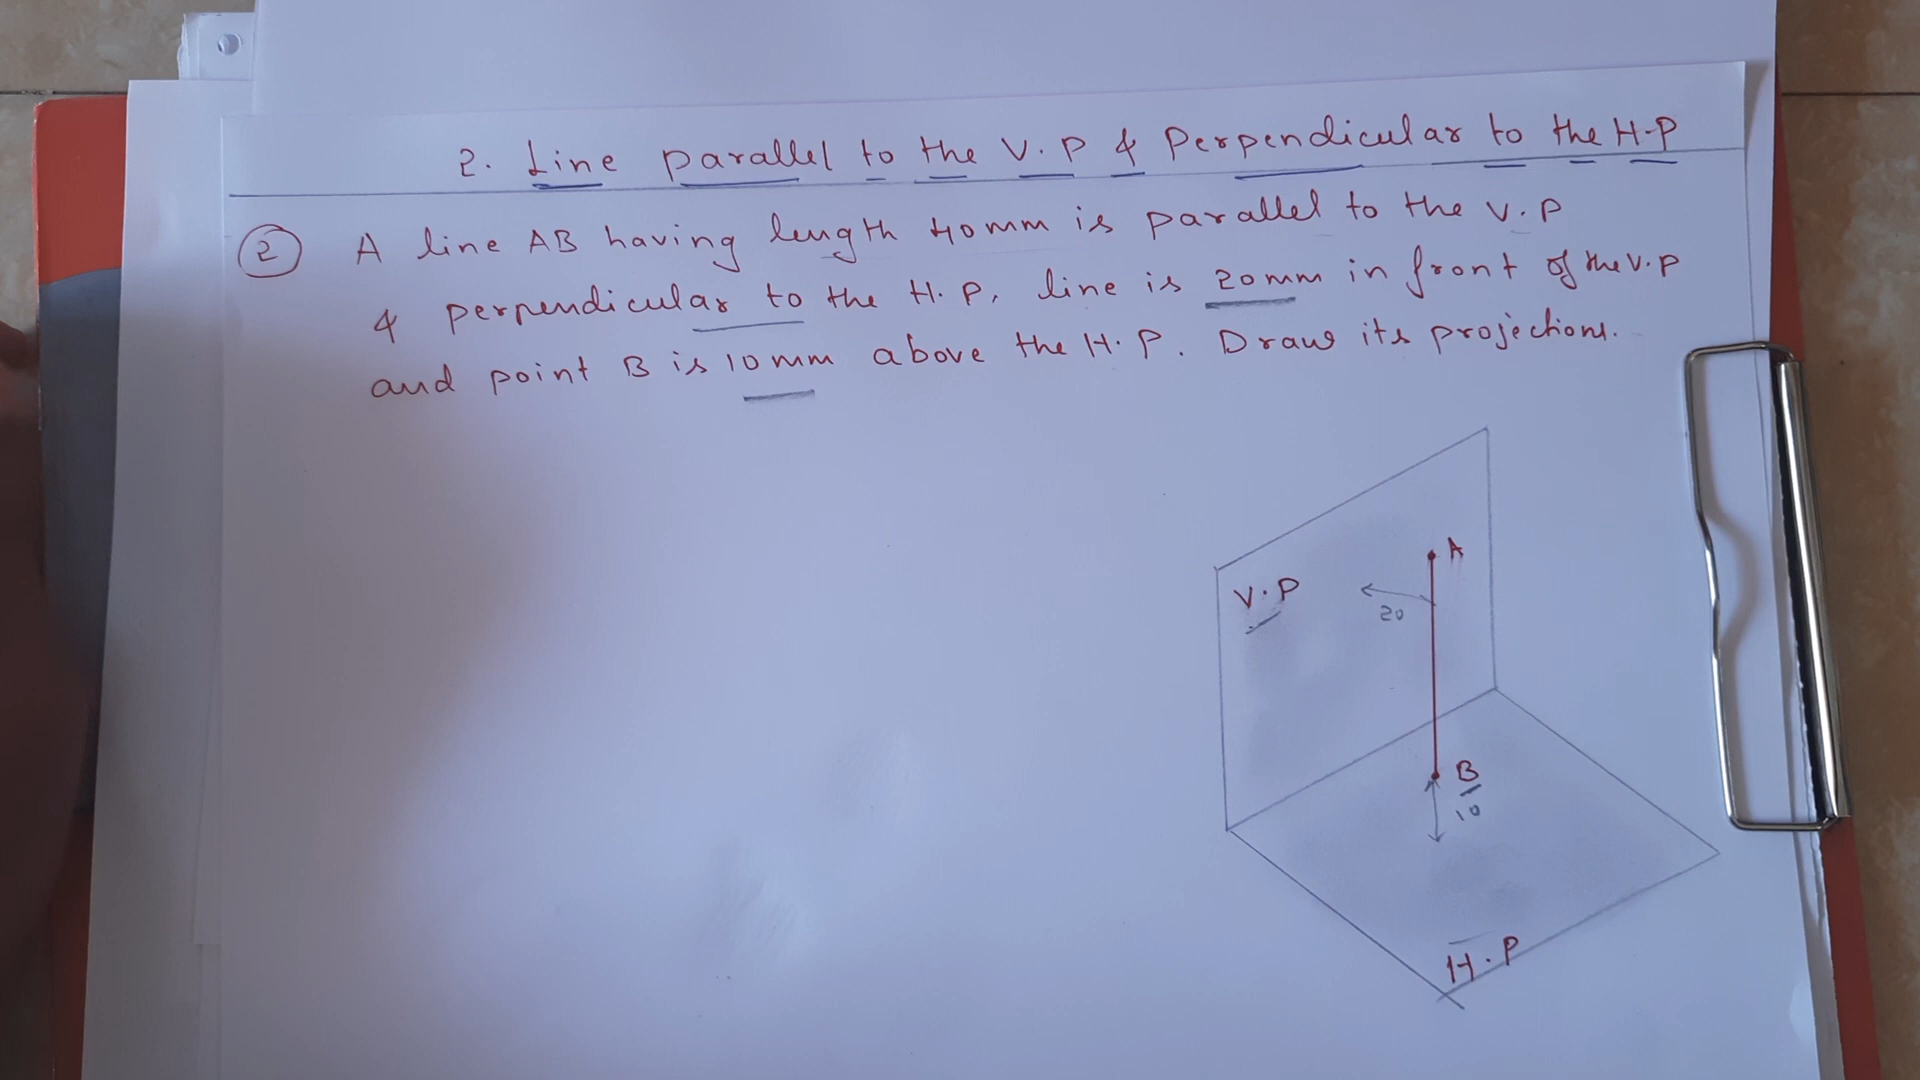 2. Line parallel to the V.P & Perpendicular to the H.P
② A line AB having length 40mm is parallel to the V.P
& perpendicular to the H.P, line is 20mm in front of the V.P
and point B is 10mm above the H.P. Draw its projections.
A
V.P
20
B
10
H.P